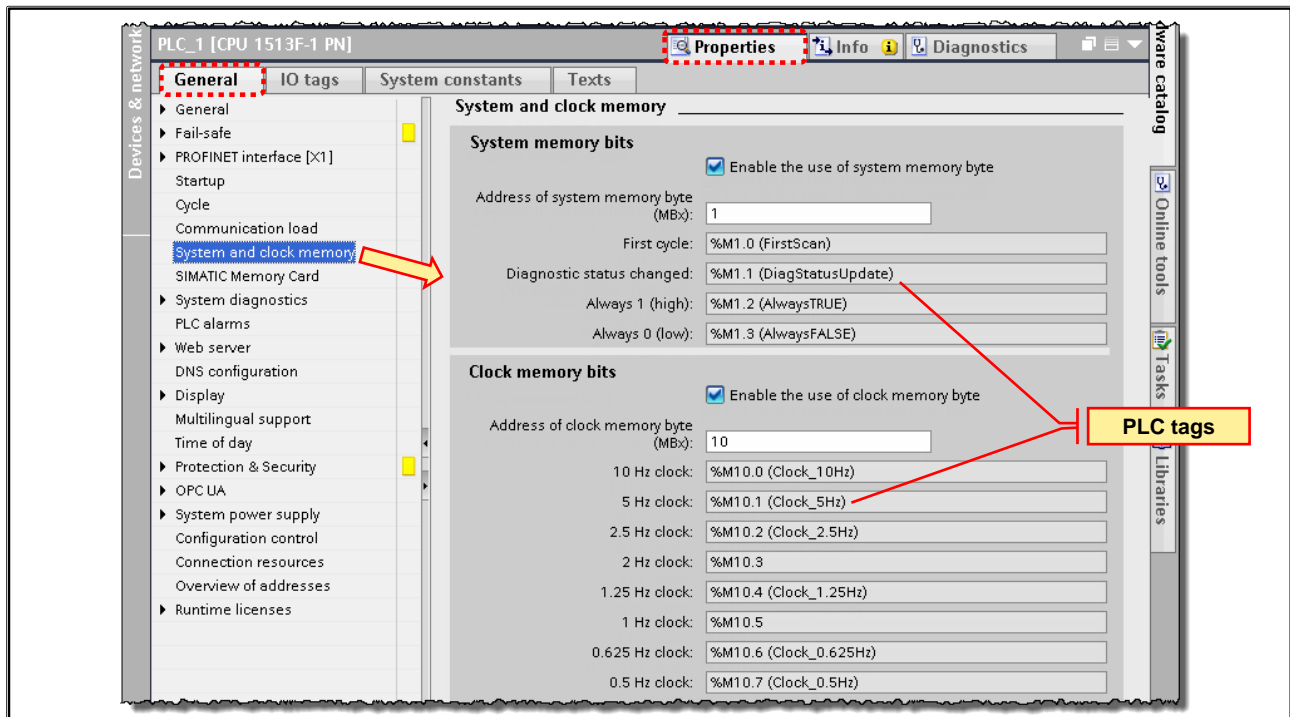 PLC_1 [CPU 1513F-1 PN]
Properties
Info
Diagnostics
General
IO tags
System constants
Texts
Devices & network
General
Fail-safe
PROFINET interface [X1]
Startup
Cycle
Communication load
System and clock memory
SIMATIC Memory Card
System diagnostics
PLC alarms
Web server
DNS configuration
Display
Multilingual support
Time of day
Protection & Security
OPC UA
System power supply
Configuration control
Connection resources
Overview of addresses
Runtime licenses
System and clock memory
System memory bits
Enable the use of system memory byte
Address of system memory byte
(MBx): 1
First cycle: %M1.0 (FirstScan)
Diagnostic status changed: %M1.1 (DiagStatusUpdate)
Always 1 (high): %M1.2 (AlwaysTRUE)
Always 0 (low): %M1.3 (AlwaysFALSE)
Clock memory bits
Enable the use of clock memory byte
Address of clock memory byte
(MBx): 10
10 Hz clock: %M10.0 (Clock_10Hz)
5 Hz clock: %M10.1 (Clock_5Hz)
2.5 Hz clock: %M10.2 (Clock_2.5Hz)
2 Hz clock: %M10.3
1.25 Hz clock: %M10.4 (Clock_1.25Hz)
1 Hz clock: %M10.5
0.625 Hz clock: %M10.6 (Clock_0.625Hz)
0.5 Hz clock: %M10.7 (Clock_0.5Hz)
PLC tags
ware catalog
Online tools
Tasks
Libraries